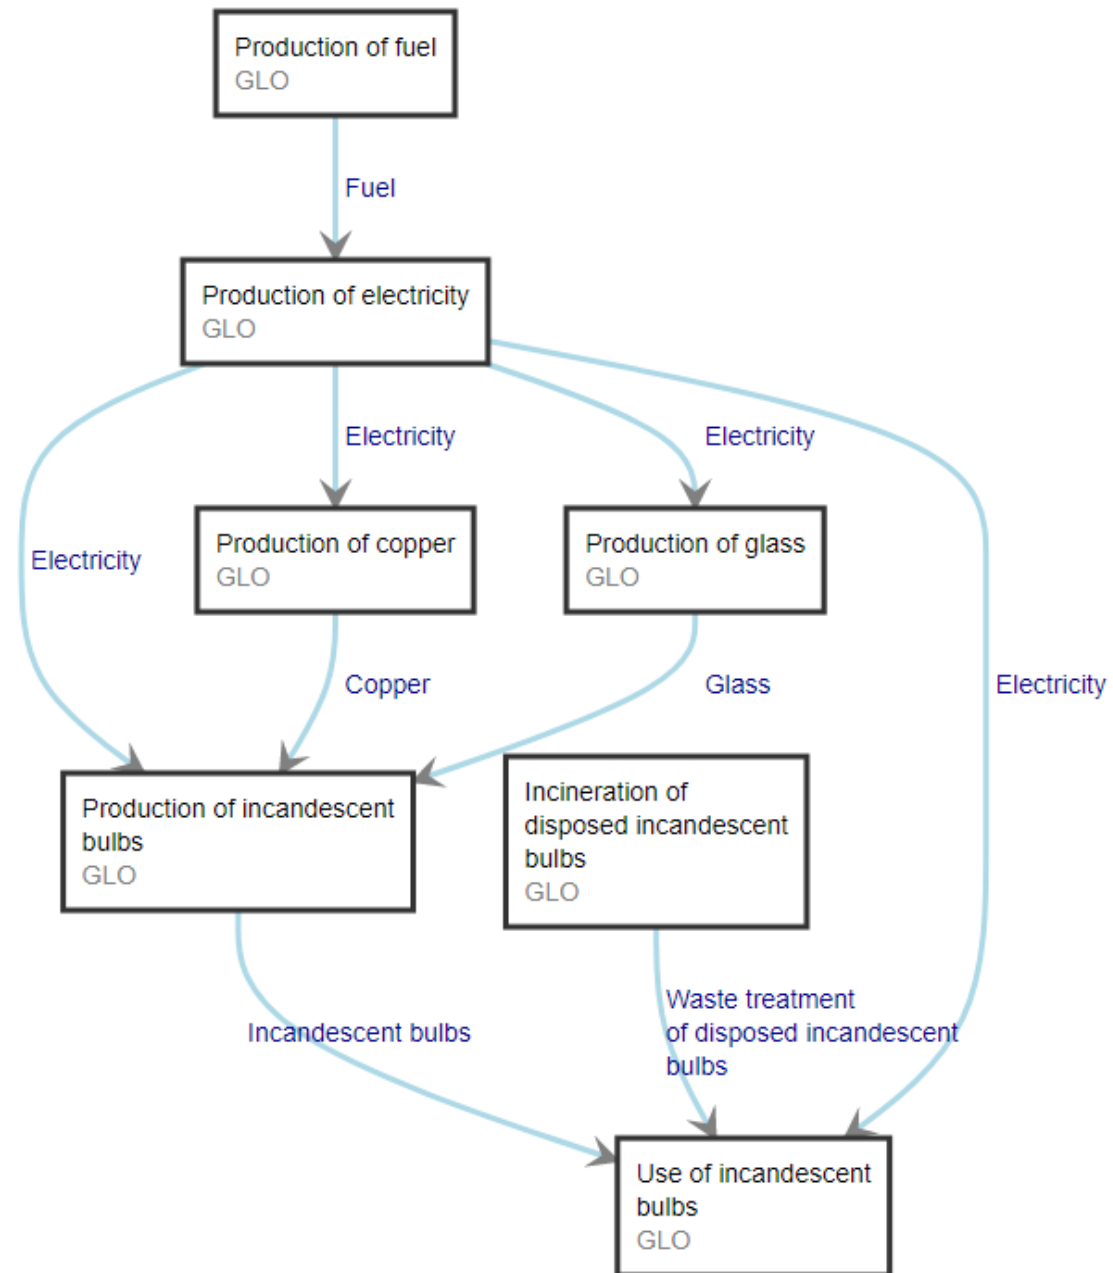 Production of fuel
GLO
Fuel
Production of electricity
GLO
Electricity
Electricity
Electricity
Production of copper
GLO
Production of glass
GLO
Electricity
Copper
Glass
Electricity
Production of incandescent
bulbs
GLO
Incineration of
disposed incandescent
bulbs
GLO
Incandescent bulbs
Waste treatment
of disposed incandescent
bulbs
Use of incandescent
bulbs
GLO